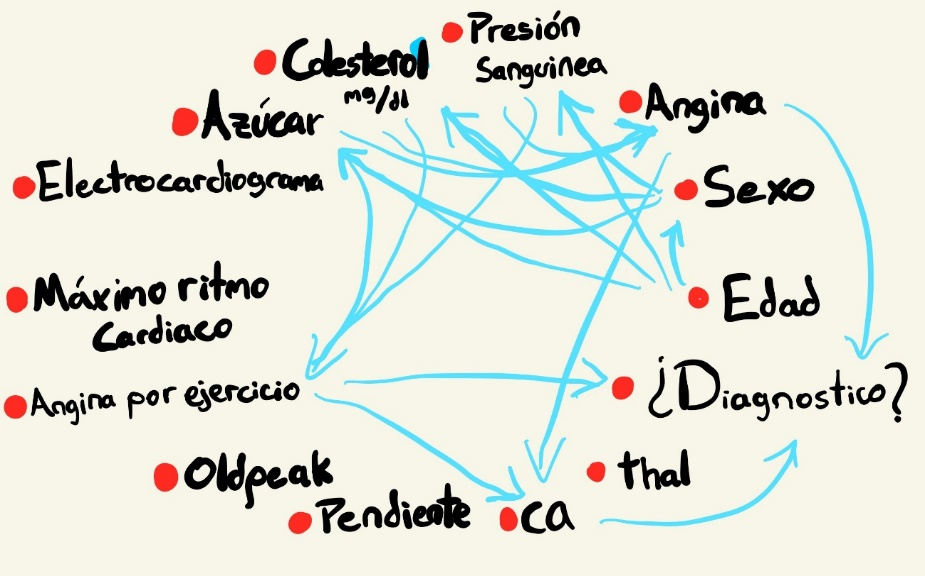 Presión
Sanguinea
Colesterol
mg/dl
Azúcar
Angina
Electrocardiograma
Sexo
Máximo ritmo
Cardiaco
Edad
Angina por ejercicio
¿Diagnostico?
Oldpeak
thal
Pendiente
ca